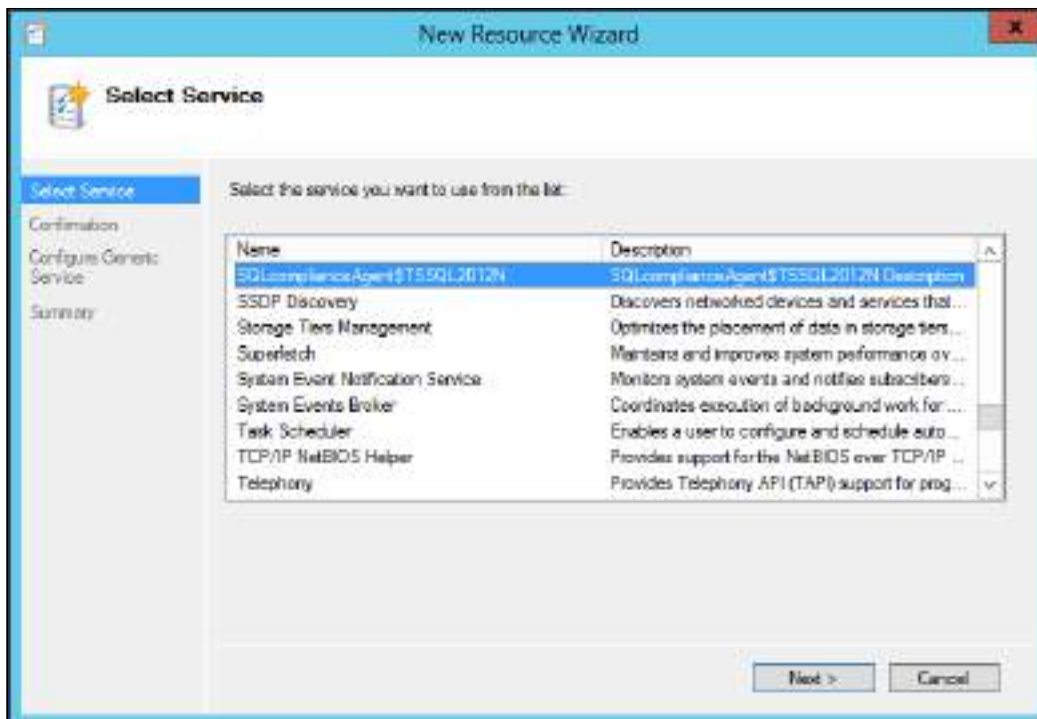 New Resource Wizard
x
Select Service
Select Service
Confirmation
Configure Generic
Service
Summary
Select the service you want to use from the list:
Name Description
SQLcomplianceAgent$TSSQL2012N SQLcomplianceAgent$TSSQL2012N Description
SSDP Discovery Discovers networked devices and services that...
Storage Tiers Management Optimizes the placement of data in storage tiers...
Superfetch Maintains and improves system performance ov...
System Event Notification Service Monitors system events and notifies subscribers...
System Events Broker Coordinates execution of background work for ...
Task Scheduler Enables a user to configure and schedule auto...
TCP/IP NetBIOS Helper Provides support for the NetBIOS over TCP/IP ...
Telephony Provides Telephony API (TAPI) support for prog...
Next > Cancel